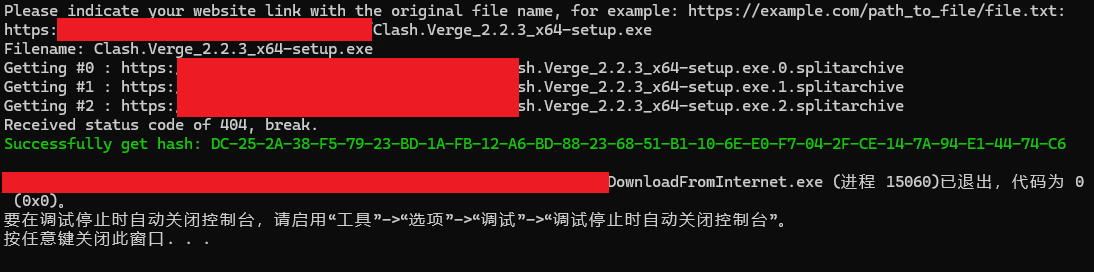 Please indicate your website link with the original file name, for example: https://example.com/path_to_file/file.txt:
https:Clash.Verge_2.2.3_x64-setup.exe
Filename: Clash.Verge_2.2.3_x64-setup.exe
Getting #0 : https:sh.Verge_2.2.3_x64-setup.exe.0.splitarchive
Getting #1 : https:sh.Verge_2.2.3_x64-setup.exe.1.splitarchive
Getting #2 : https:sh.Verge_2.2.3_x64-setup.exe.2.splitarchive
Received status code of 404, break.
Successfully get hash: DC-25-2A-38-F5-79-23-BD-1A-FB-12-A6-BD-88-23-68-51-B1-10-6E-E0-F7-04-2F-CE-14-7A-94-E1-44-74-C6
DownloadFromInternet.exe (进程 15060)已退出，代码为 0
(0x0)。
要在调试停止时自动关闭控制台，请启用“工具”->“选项”->“调试”->“调试停止时自动关闭控制台”。
按任意键关闭此窗口. . .